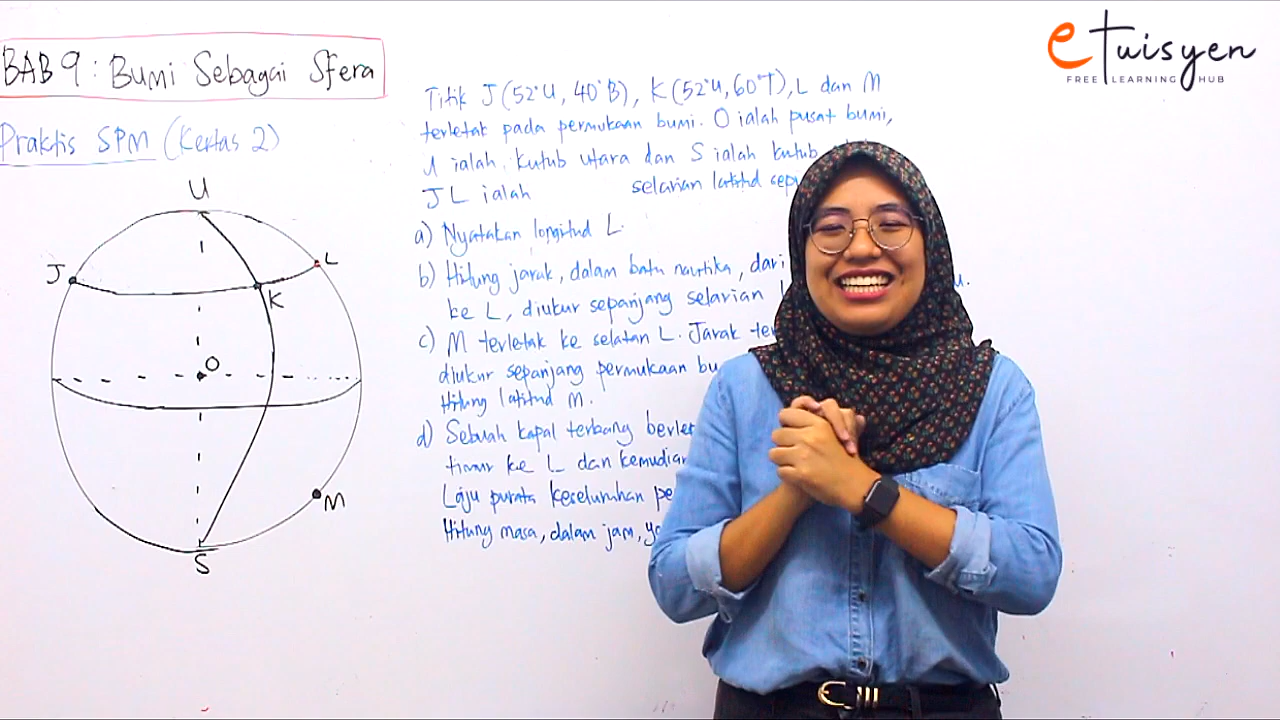 BAB 9: Bumi Sebagai Sfera
Praktis SPM (Kertas 2)
U
J
L
K
O
M
S
Titik J (52°U, 40°B), K (52°U, 60°T), L dan M
terletak pada permukaan bumi. O ialah pusat bumi,
U ialah kutub utara dan S ialah kutub
JL ialah selarian latitud
a) Nyatakan longitud L.
b) Hitung jarak, dalam batu nautika, dari
ke L, diukur sepanjang selarian u.
c) M terletak ke selatan L. Jarak
diukur sepanjang permukaan
Hitung latitud M.
d) Sebuah kapal terbang
timur ke L dan kemudian
Laju purata keseluruhan
Hitung masa, dalam jam,
eTuisyen
FREE LEARNING HUB